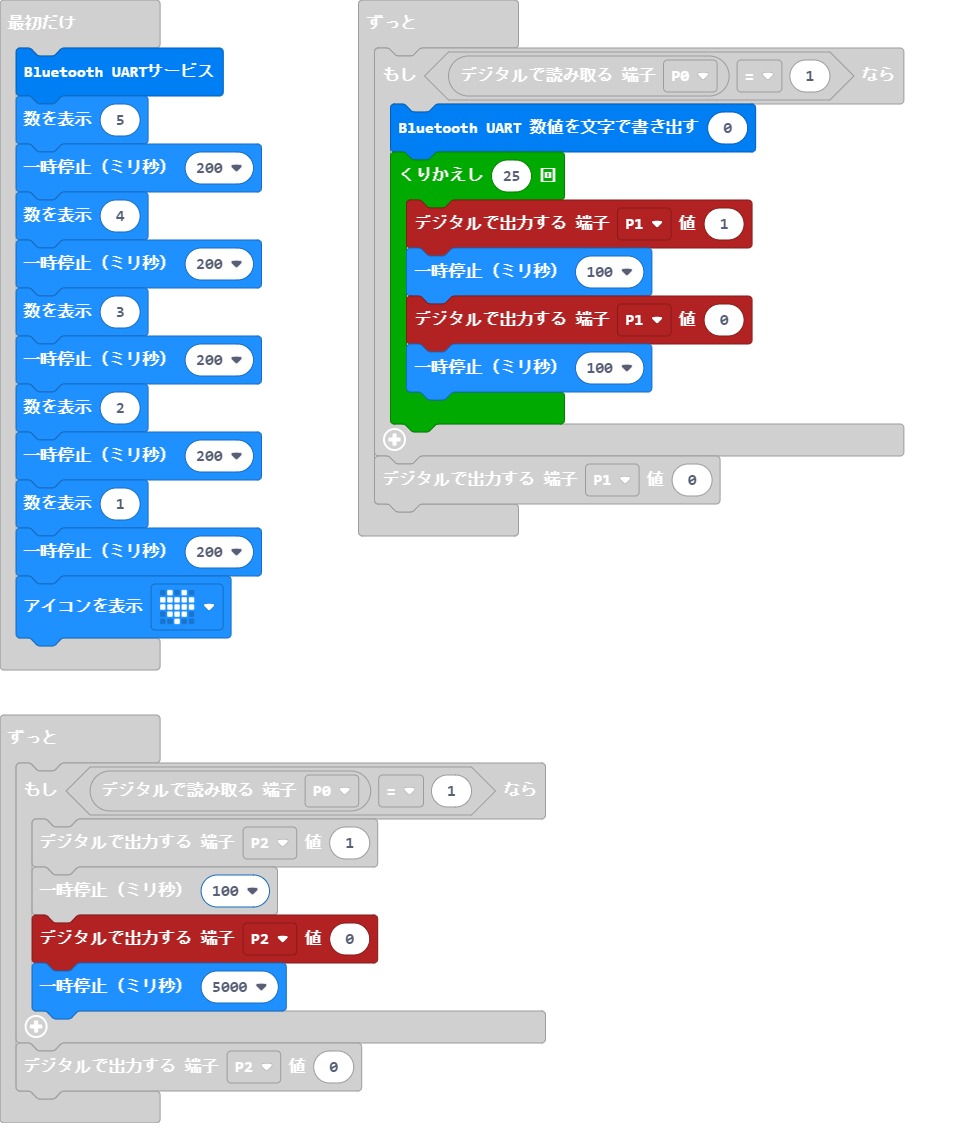 最初だけ
Bluetooth UARTサービス
数を表示 5
一時停止（ミリ秒） 200
数を表示 4
一時停止（ミリ秒） 200
数を表示 3
一時停止（ミリ秒） 200
数を表示 2
一時停止（ミリ秒） 200
数を表示 1
一時停止（ミリ秒） 200
アイコンを表示
ずっと
もし デジタルで読み取る 端子 P0 = 1 なら
Bluetooth UART 数値を文字で書き出す 0
くりかえし 25 回
デジタルで出力する 端子 P1 値 1
一時停止（ミリ秒） 100
デジタルで出力する 端子 P1 値 0
一時停止（ミリ秒） 100
デジタルで出力する 端子 P1 値 0
ずっと
もし デジタルで読み取る 端子 P0 = 1 なら
デジタルで出力する 端子 P2 値 1
一時停止（ミリ秒） 100
デジタルで出力する 端子 P2 値 0
一時停止（ミリ秒） 5000
デジタルで出力する 端子 P2 値 0